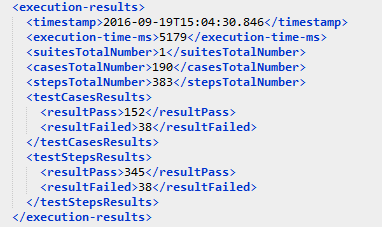 <execution-results>
<timestamp>2016-09-19T15:04:30.846</timestamp>
<execution-time-ms>5179</execution-time-ms>
<suitesTotalNumber>1</suitesTotalNumber>
<casesTotalNumber>190</casesTotalNumber>
<stepsTotalNumber>383</stepsTotalNumber>
<testCasesResults>
<resultPass>152</resultPass>
<resultFailed>38</resultFailed>
</testCasesResults>
<testStepsResults>
<resultPass>345</resultPass>
<resultFailed>38</resultFailed>
</testStepsResults>
</execution-results>